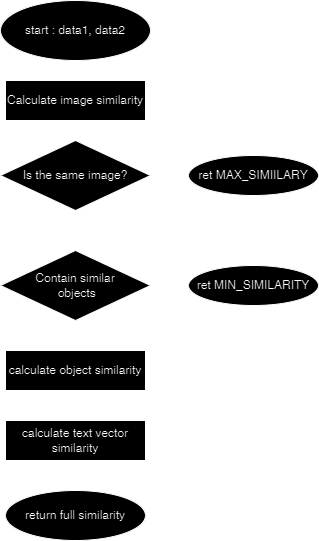 start : data1, data2
Calculate image similarity
Is the same image?
ret MAX_SIMIILARY
Contain similar
objects
ret MIN_SIMILARITY
calculate object similarity
calculate text vector
similarity
return full similarity